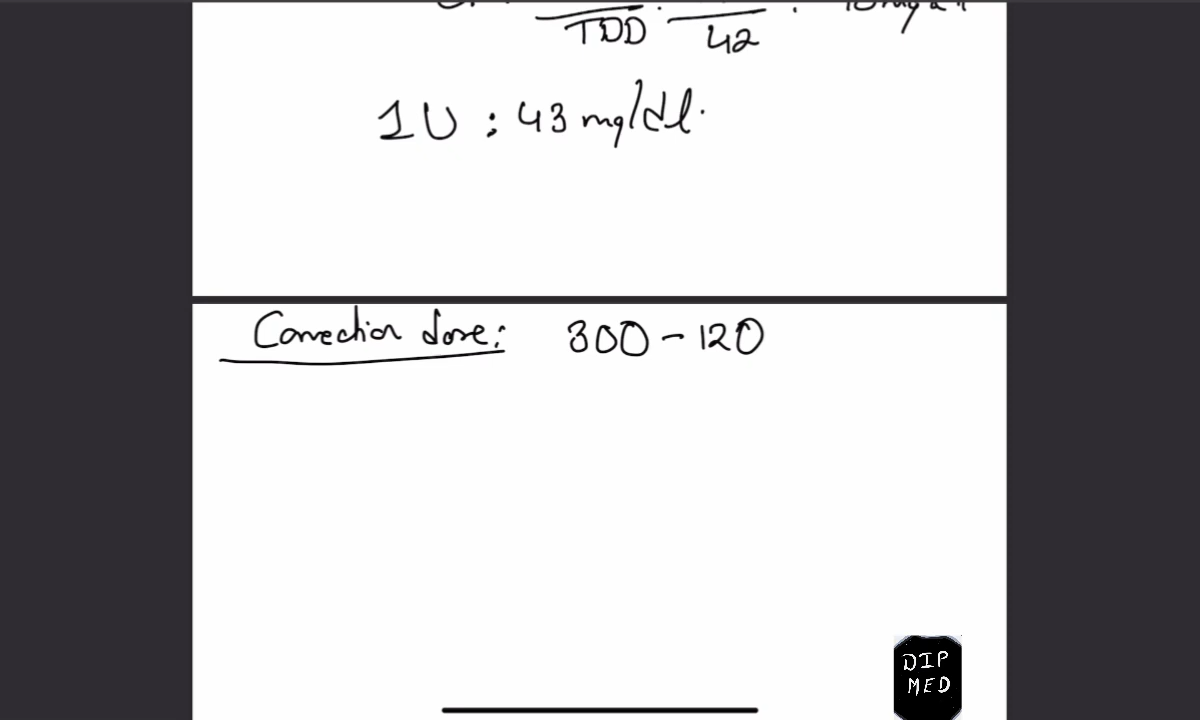 TDD 42
1U : 43 mg/dl.
Correction dose: 300 - 120
DIP
MED